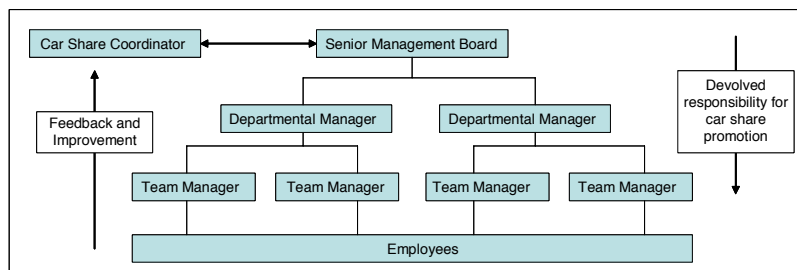 Car Share Coordinator
Senior Management Board
Devolved
responsibility for
car share
promotion
Feedback and
Improvement
Departmental Manager
Departmental Manager
Team Manager
Team Manager
Team Manager
Team Manager
Employees